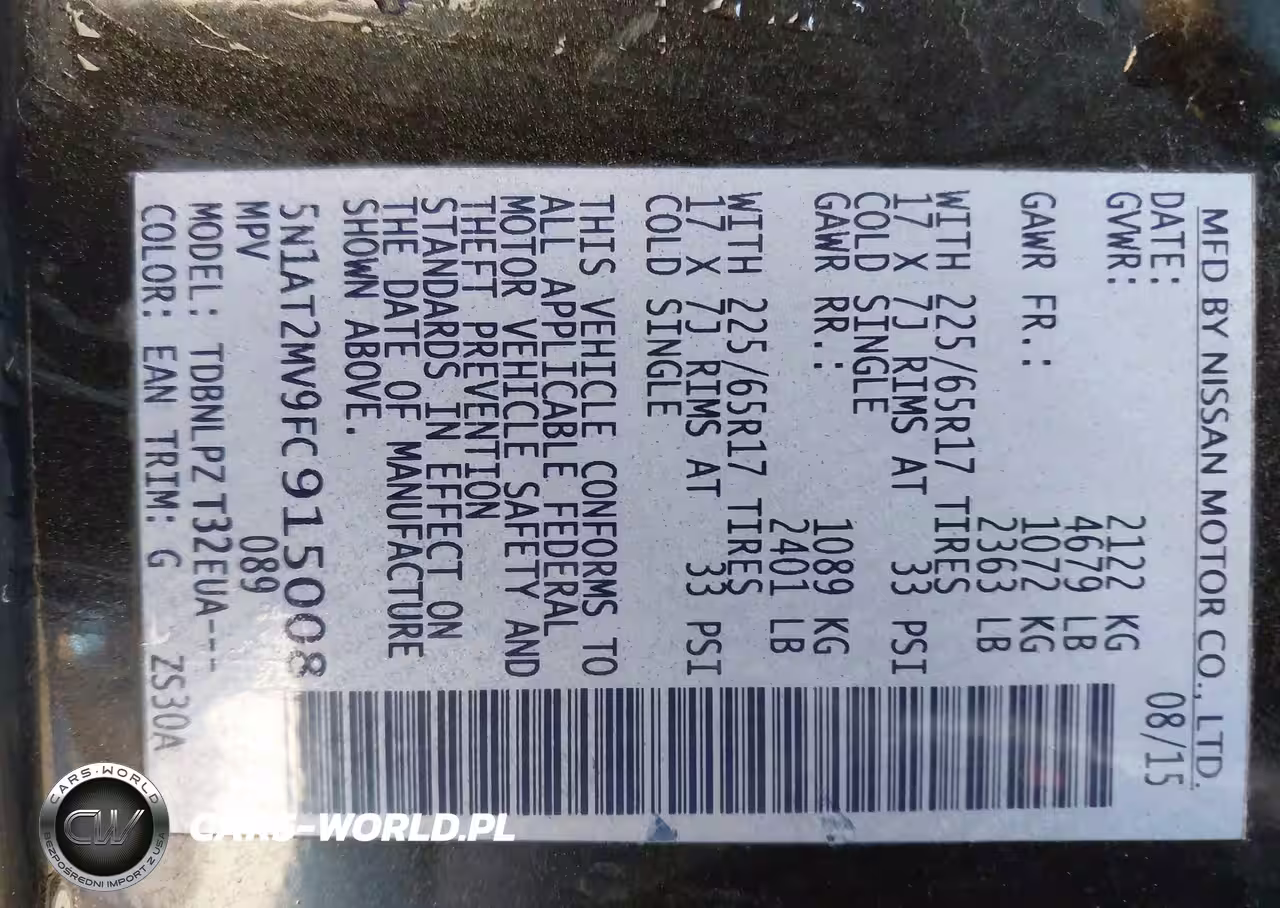 MFD BY NISSAN MOTOR CO., LTD.
DATE: 08/15
GVWR: 2122 KG
4679 LB
GAWR FR.: 1072 KG
2363 LB
WITH 225/65R17 TIRES
17 X 7J RIMS AT 33 PSI
COLD SINGLE
GAWR RR.: 1089 KG
2401 LB
WITH 225/65R17 TIRES
17 X 7J RIMS AT 33 PSI
COLD SINGLE
THIS VEHICLE CONFORMS TO
ALL APPLICABLE FEDERAL
MOTOR VEHICLE SAFETY AND
THEFT PREVENTION
STANDARDS IN EFFECT ON
THE DATE OF MANUFACTURE
SHOWN ABOVE.
5N1AT2MV9FC915008
MPV 089
MODEL: TDBNLPZ T32EUA---
COLOR: EAN TRIM: G ZS30A
CARS-WORLD
CW
BEZPOŚREDNI IMPORT Z USA
CARS-WORLD.PL